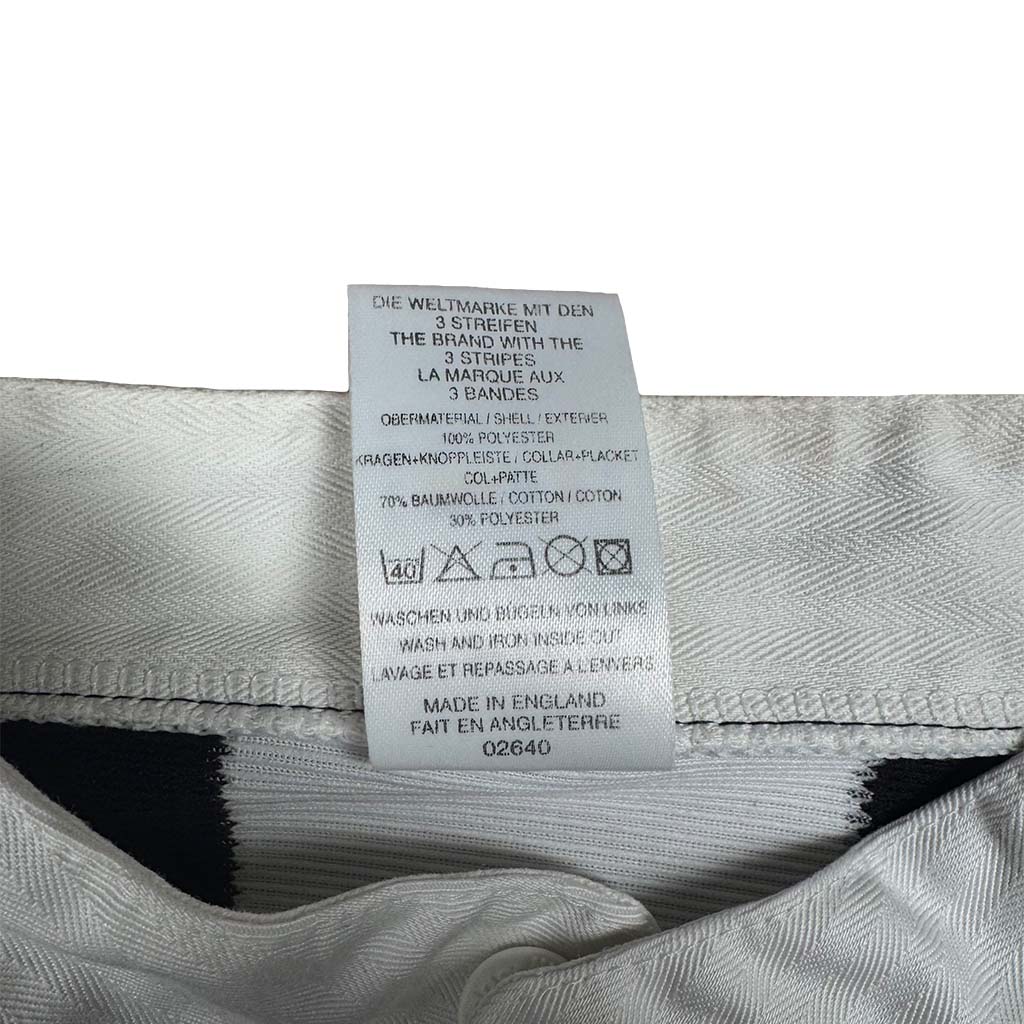 DIE WELTMARKE MIT DEN
3 STREIFEN
THE BRAND WITH THE
3 STRIPES
LA MARQUE AUX
3 BANDES
OBERMATERIAL / SHELL / EXTERIER
100% POLYESTER
KRAGEN+KNOPPLEISTE / COLLAR+PLACKET
COL+PATTE
70% BAUMWOLLE / COTTON / COTON
30% POLYESTER
40
WASCHEN UND BÜGELN VON LINKS
WASH AND IRON INSIDE OUT
LAVAGE ET REPASSAGE A L'ENVERS
MADE IN ENGLAND
FAIT EN ANGLETERRE
02640